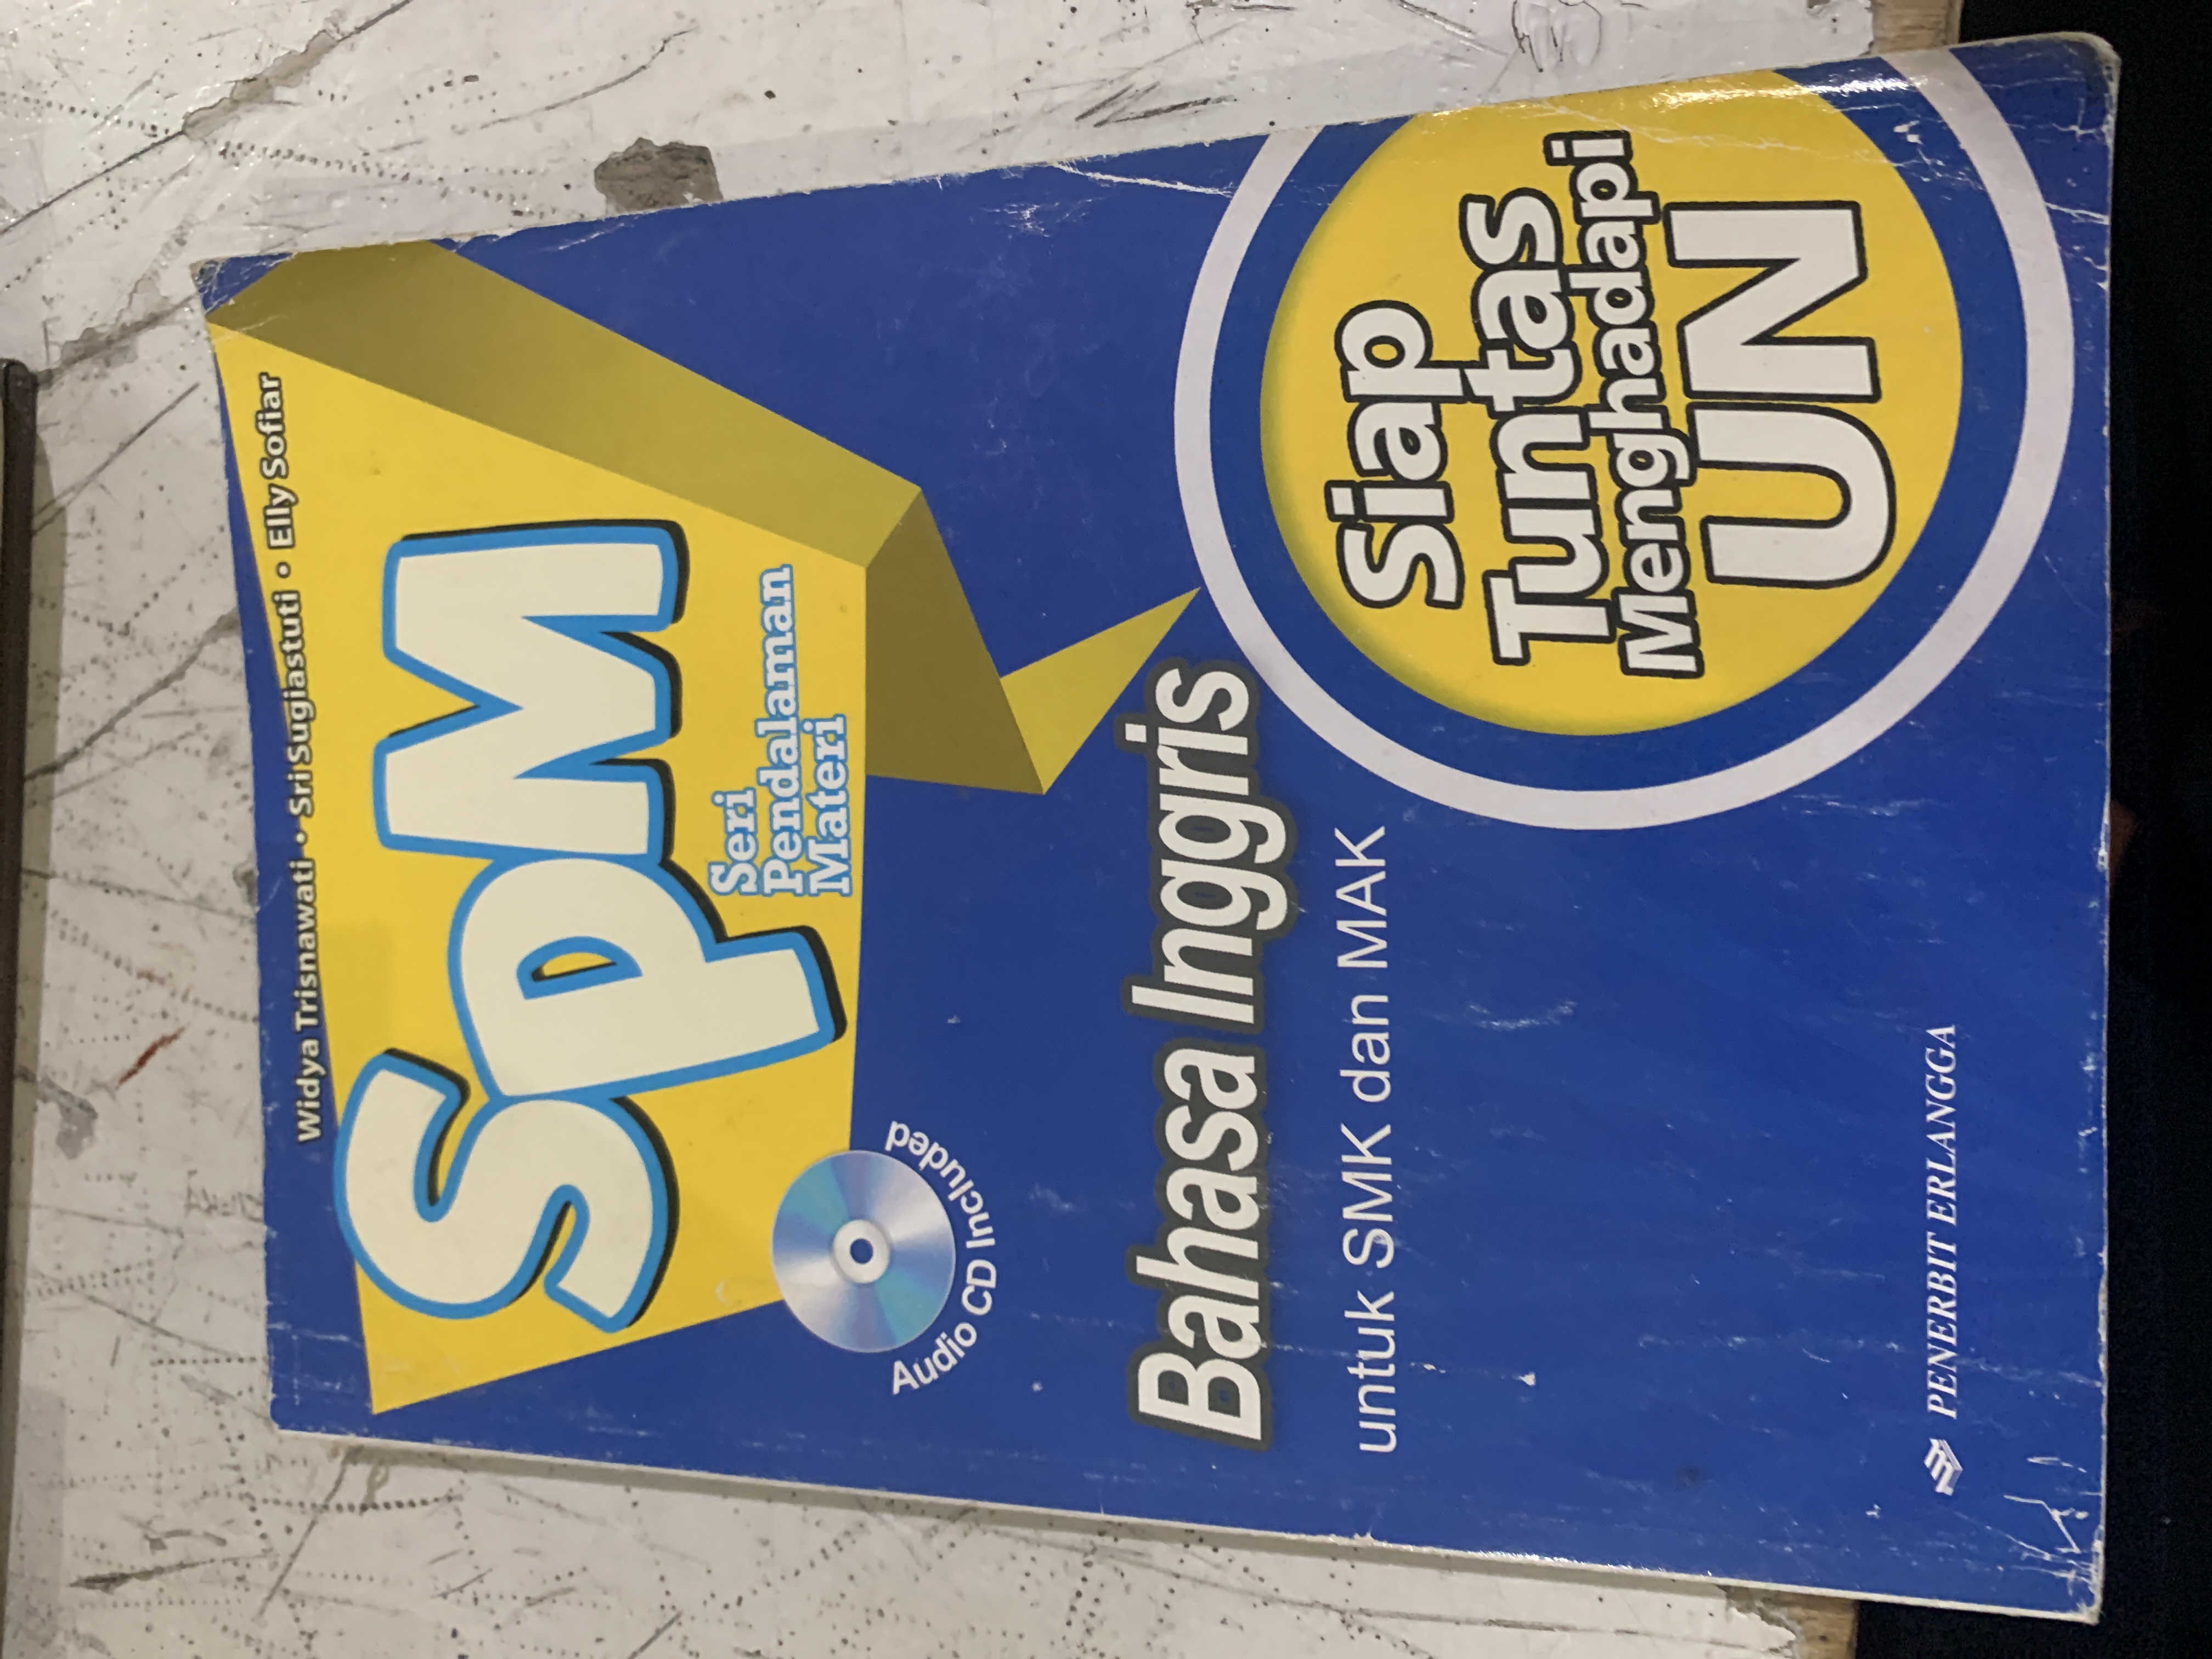 Widya Trisnawati • Sri Sugiastuti • Elly Sofiar
SPM
Seri
Pendalaman
Materi
Audio CD Included
Bahasa Inggris
untuk SMK dan MAK
Siap
Tuntas
Menghadapi
UN
PENERBIT ERLANGGA